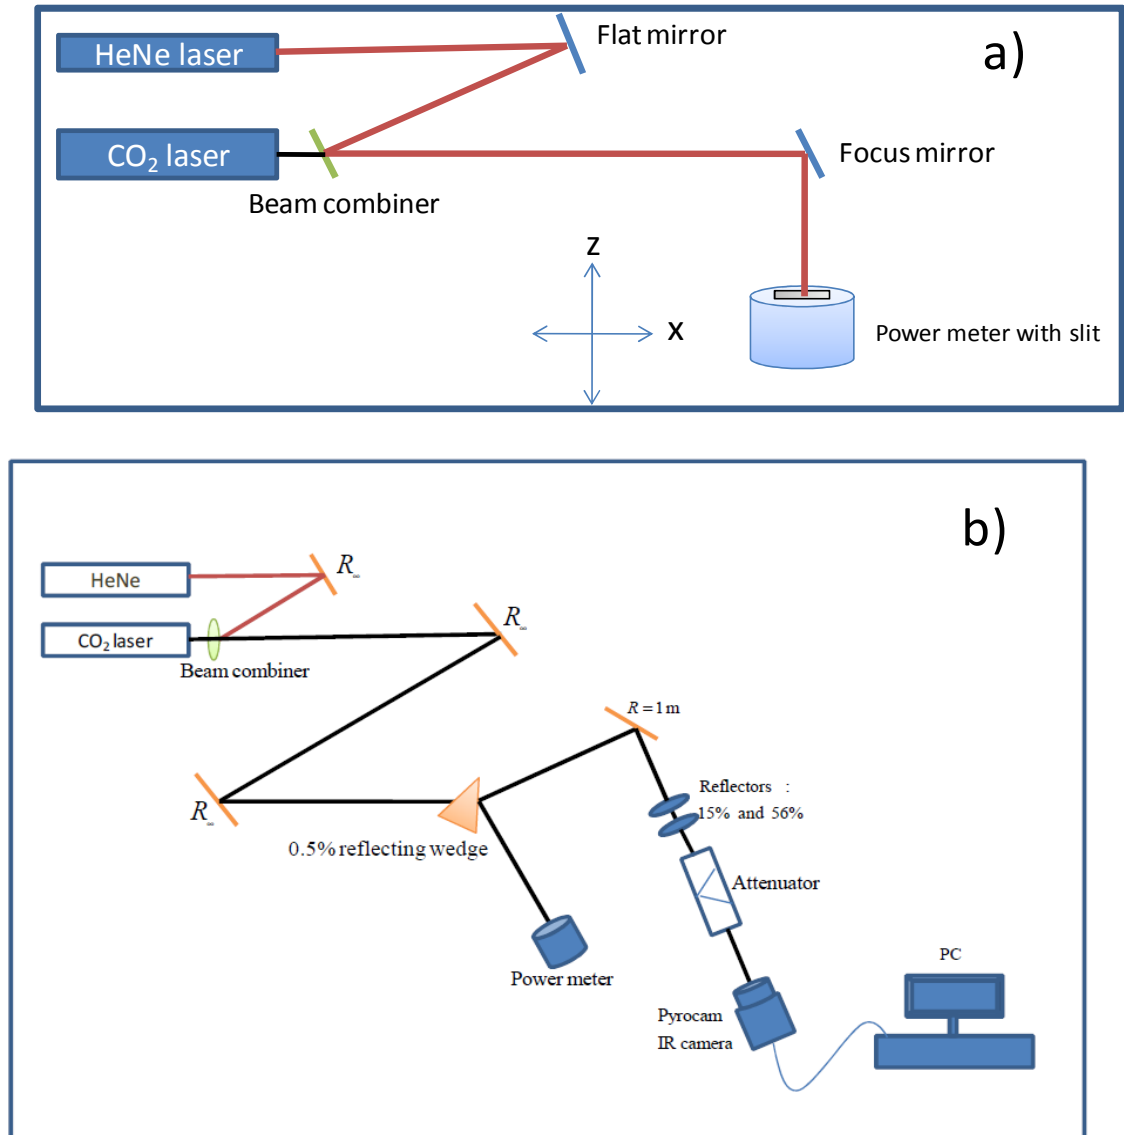 a)
HeNe laser
Flat mirror
CO₂ laser
Focus mirror
Beam combiner
z
x
Power meter with slit
b)
HeNe
R∞
CO₂ laser
R∞
Beam combiner
R = 1 m
Reflectors :
15% and 56%
R∞
0.5% reflecting wedge
Attenuator
Power meter
PC
Pyrocam
IR camera